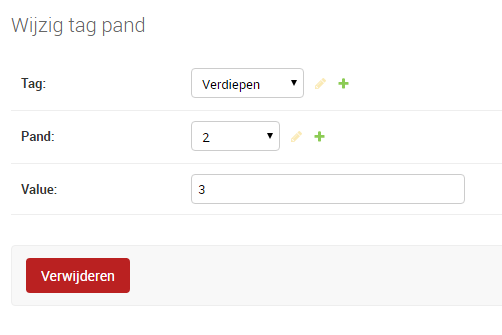 Wijzig tag pand
Tag: Verdiepen
Pand: 2
Value: 3
Verwijderen